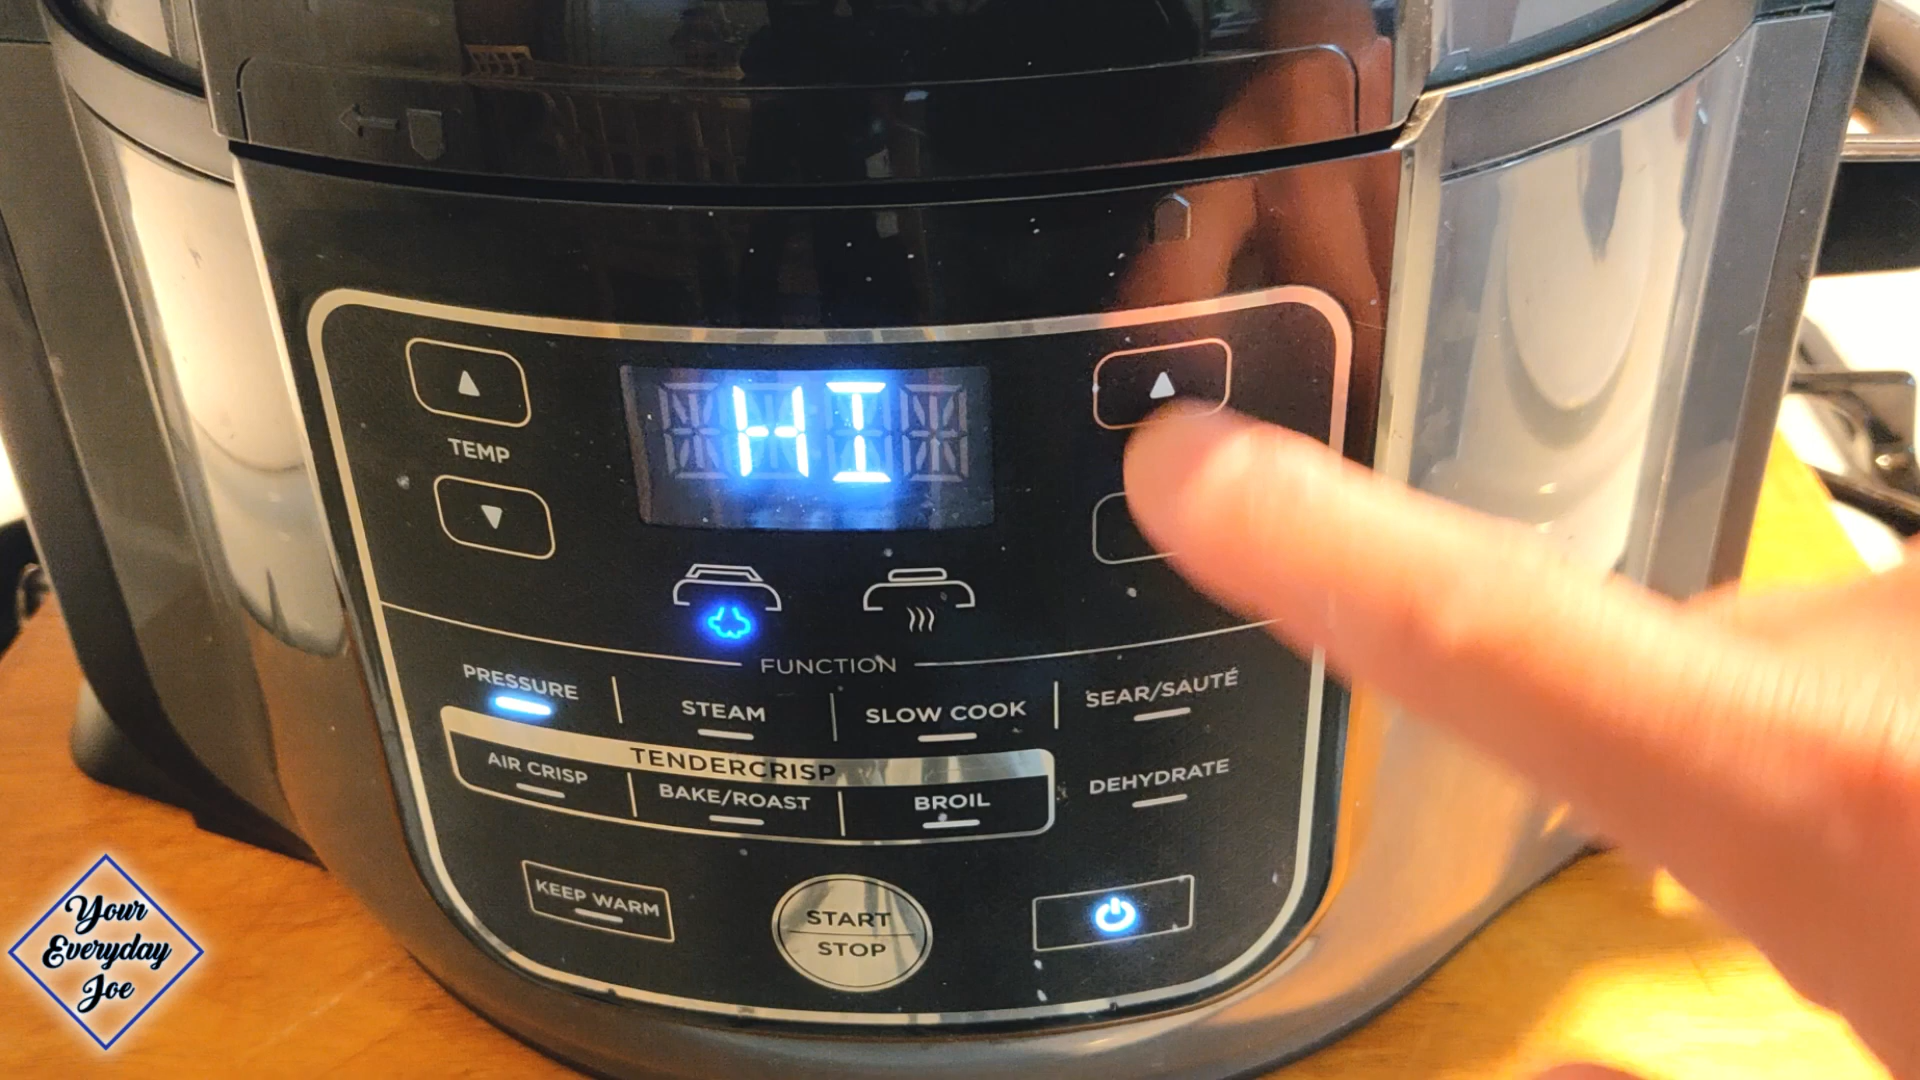 HI
TEMP
FUNCTION
PRESSURE
STEAM
SLOW COOK
SEAR/SAUTÉ
TENDERCRISP
AIR CRISP
BAKE/ROAST
BROIL
DEHYDRATE
KEEP WARM
START
STOP
Your
Everyday
Joe